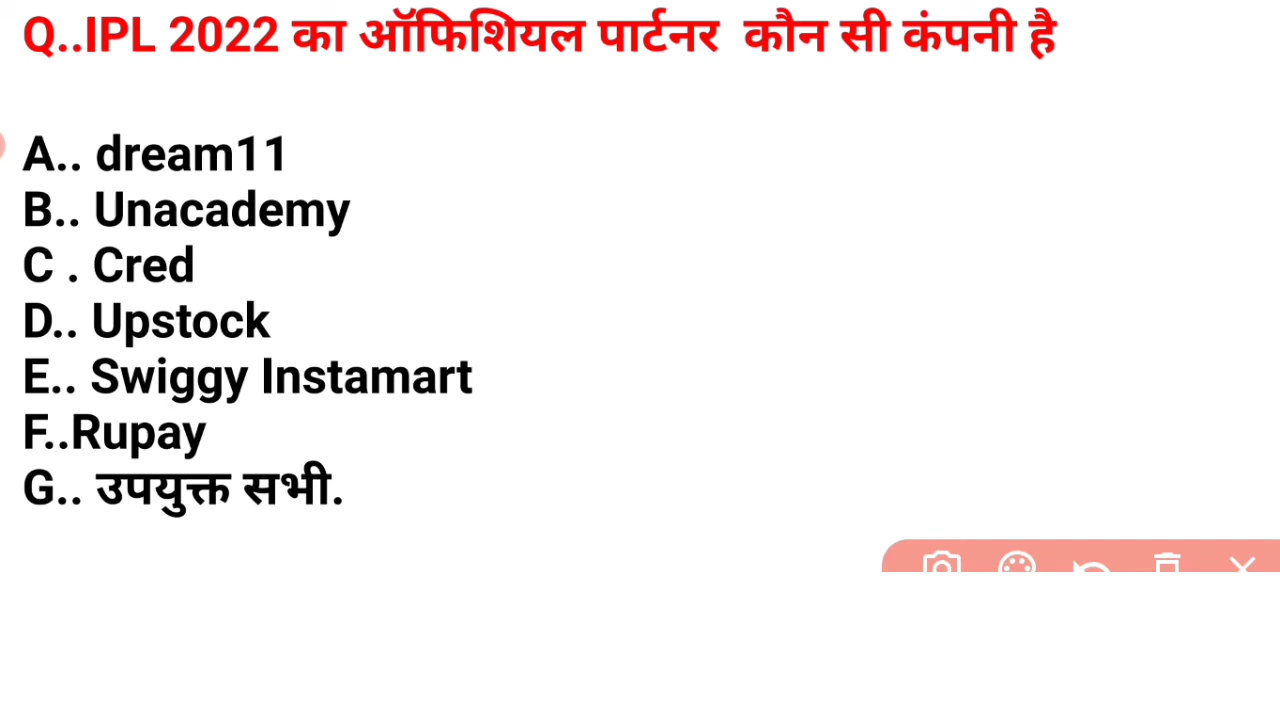 Q..IPL 2022 का ऑफिशियल पार्टनर कौन सी कंपनी है
A.. dream11
B.. Unacademy
C . Cred
D.. Upstock
E.. Swiggy Instamart
F..Rupay
G.. उपयुक्त सभी.